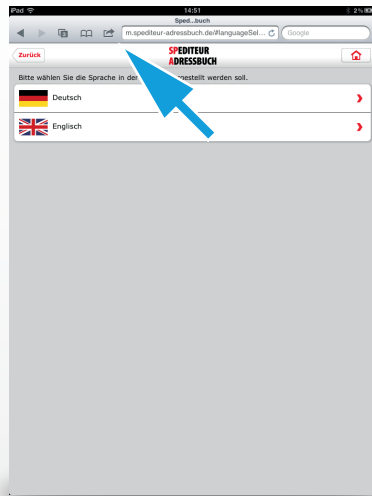 iPad 14:51 2%
Sped...buch
m.spediteur-adressbuch.de/#languageSel... Google
Zurück
SPEDITEUR
ADRESSBUCH
Bitte wählen Sie die Sprache in der gestellt werden soll.
Deutsch
Englisch